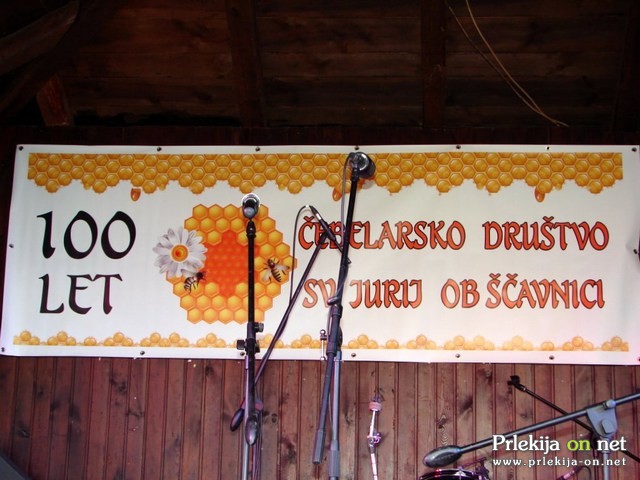 100
LET
ČEBELARSKO DRUŠTVO
SV JURIJ OB ŠČAVNICI
Prlekija on net
www.prlekija-on.net